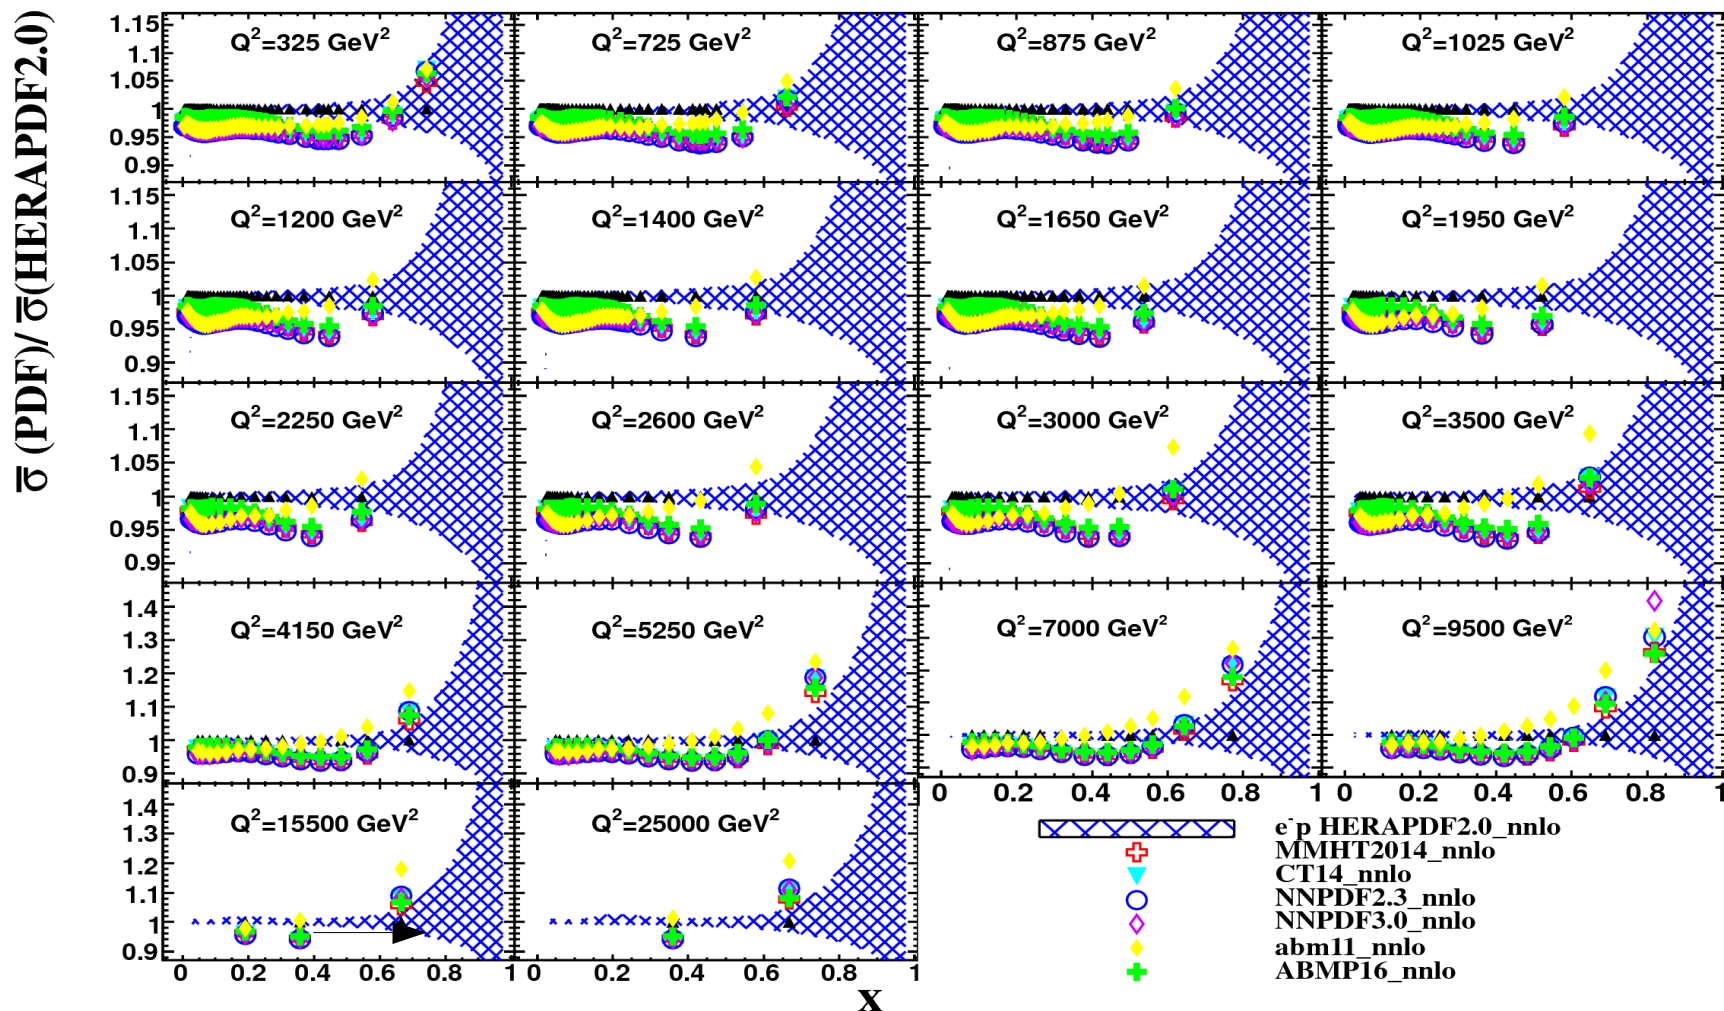 σ̅ (PDF)/ σ̅(HERAPDF2.0)
1.15 Q²=325 GeV² Q²=725 GeV² Q²=875 GeV² Q²=1025 GeV²
1.1
1.05
1
0.95
0.9
Q²=1200 GeV² Q²=1400 GeV² Q²=1650 GeV² Q²=1950 GeV²
1.15
1.1
1.05
1
0.95
0.9
Q²=2250 GeV² Q²=2600 GeV² Q²=3000 GeV² Q²=3500 GeV²
1.15
1.1
1.05
1
0.95
0.9
Q²=4150 GeV² Q²=5250 GeV² Q²=7000 GeV² Q²=9500 GeV²
1.4
1.3
1.2
1.1
1
0.9
0 0.2 0.4 0.6 0.8 1 0 0.2 0.4 0.6 0.8 1
Q²=15500 GeV² Q²=25000 GeV²
1.4
1.3
1.2
1.1
1
0.9
0 0.2 0.4 0.6 0.8 1 0 0.2 0.4 0.6 0.8 1
e⁻p HERAPDF2.0_nnlo
MMHT2014_nnlo
CT14_nnlo
NNPDF2.3_nnlo
NNPDF3.0_nnlo
abm11_nnlo
ABMP16_nnlo
x